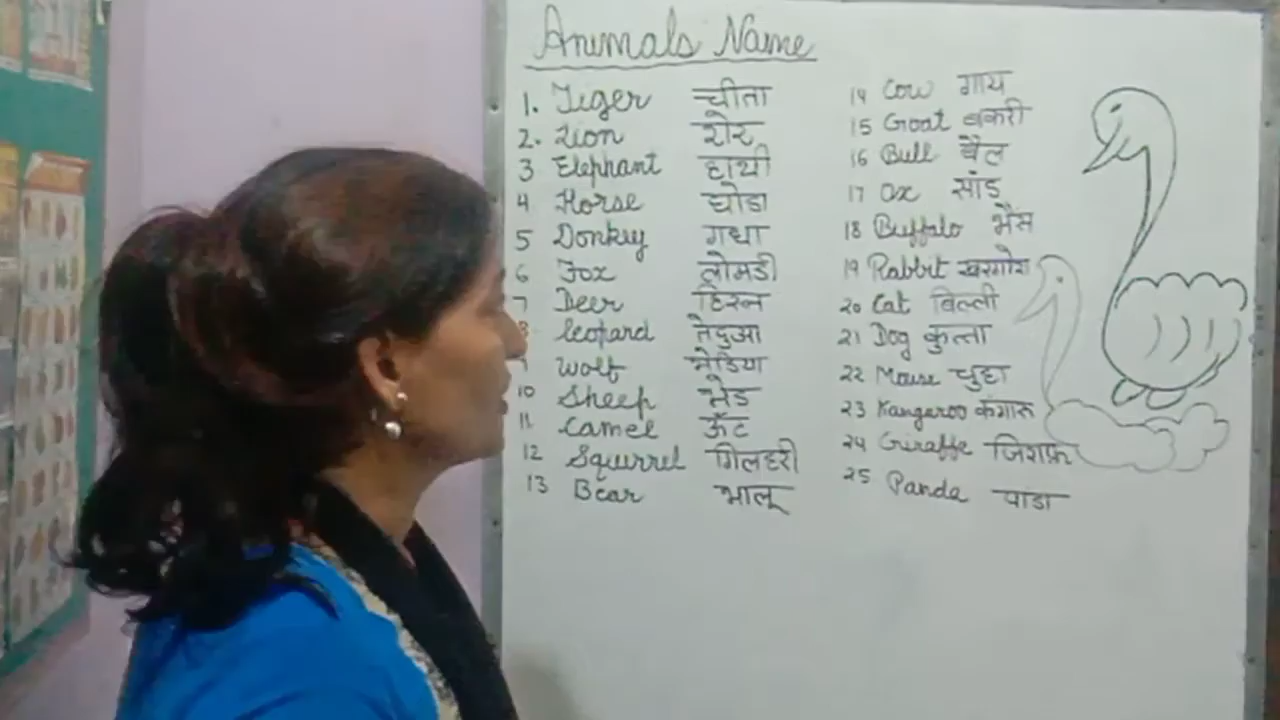 Animals Name
1. Tiger चीता
2. Lion शेर
3 Elephant हाथी
4 Horse घोडा
5 Donkey गधा
6 Fox लोमडी
7 Deer हिरन
8 leopard तेदुआ
9 wolf भेडिया
10 Sheep भेड
11 Camel ऊँट
12 Squirrel गिलहरी
13 Bear भालू
14 Cow गाय
15 Goat बकरी
16 Bull बैल
17 Ox सांड
18 Buffalo भैंस
19 Rabbit खरगोश
20 Cat बिल्ली
21 Dog कुत्ता
22 Mouse चुहा
23 Kangaroo कंगारू
24 Giraffe जिराफ़
25 Panda पाडा